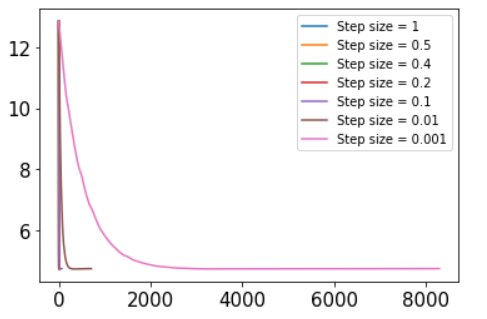 Step size = 1
Step size = 0.5
Step size = 0.4
Step size = 0.2
Step size = 0.1
Step size = 0.01
Step size = 0.001
12
10
8
6
0 2000 4000 6000 8000